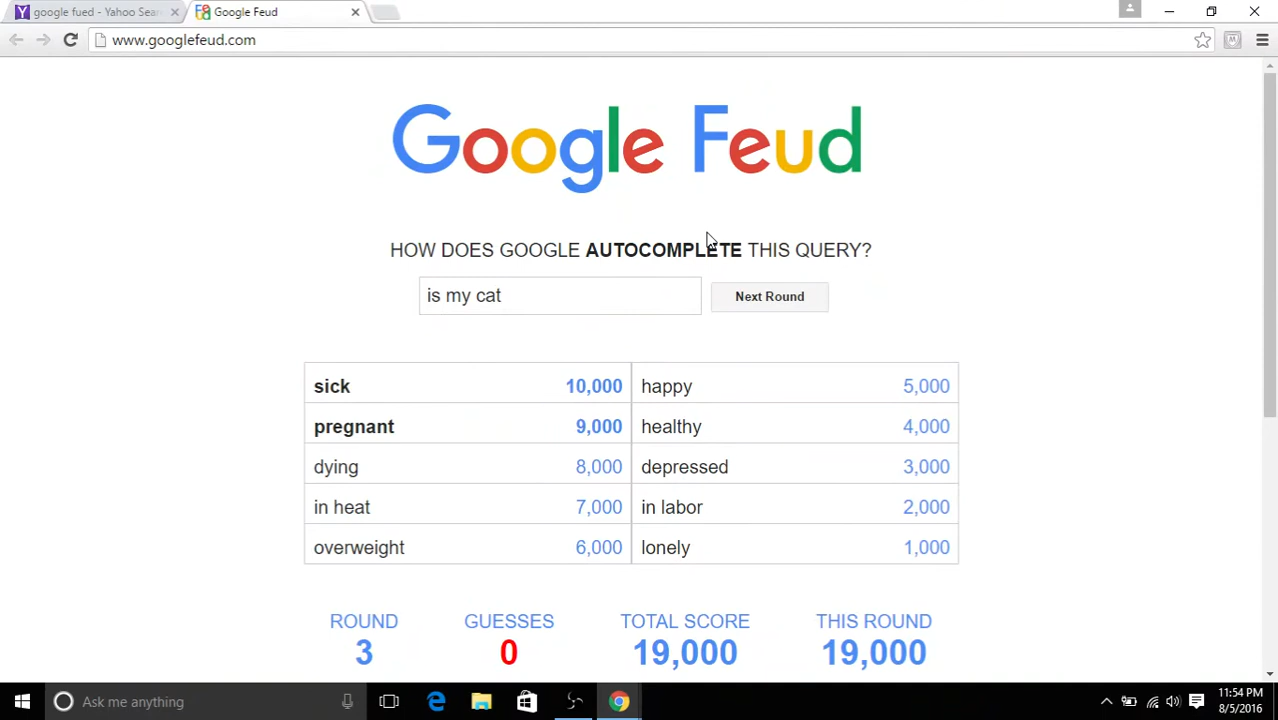 google fued - Yahoo Sear
Google Feud
www.googlefeud.com
Google Feud
HOW DOES GOOGLE AUTOCOMPLETE THIS QUERY?
is my cat
Next Round
sick 10,000 happy 5,000
pregnant 9,000 healthy 4,000
dying 8,000 depressed 3,000
in heat 7,000 in labor 2,000
overweight 6,000 lonely 1,000
ROUND GUESSES TOTAL SCORE THIS ROUND
3 0 19,000 19,000
Ask me anything
11:54 PM
8/5/2016